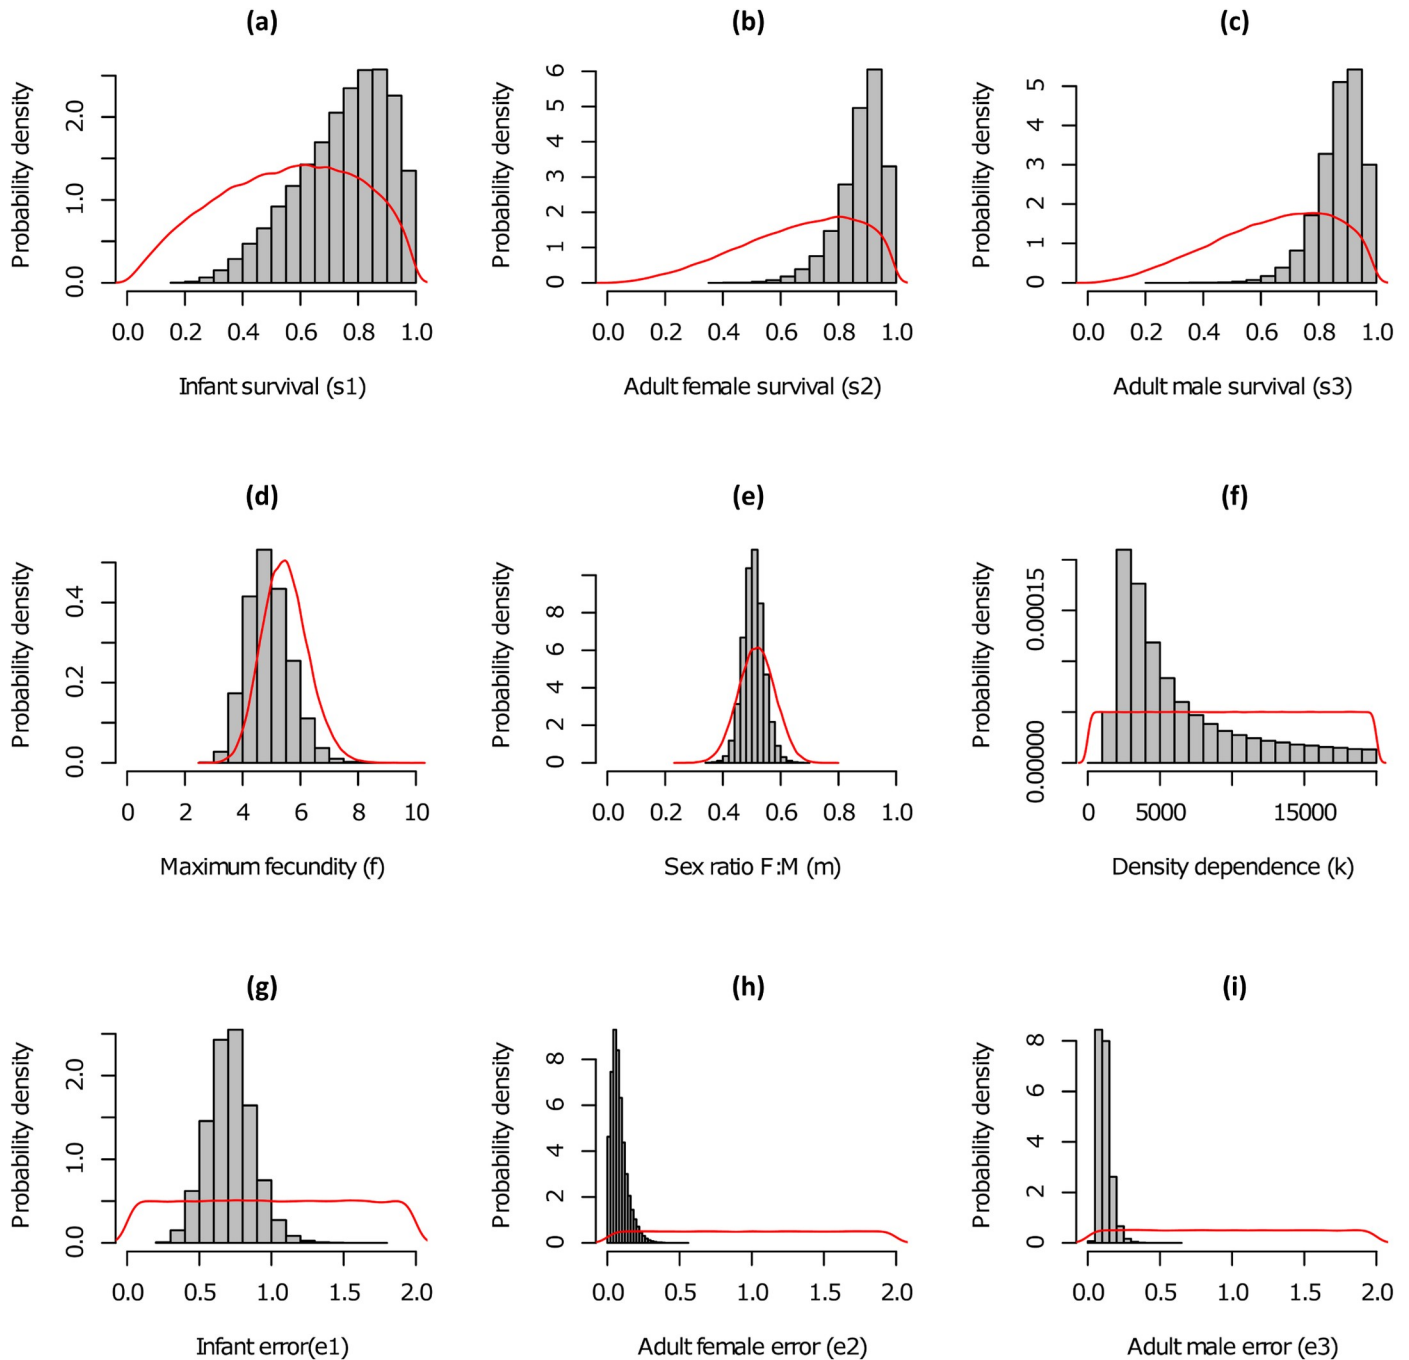 (a)
Probability density
0.0 1.0 2.0
0.0 0.2 0.4 0.6 0.8 1.0
Infant survival (s1)
(b)
Probability density
0 1 2 3 4 5 6
0.0 0.2 0.4 0.6 0.8 1.0
Adult female survival (s2)
(c)
Probability density
0 1 2 3 4 5
0.0 0.2 0.4 0.6 0.8 1.0
Adult male survival (s3)
(d)
Probability density
0.0 0.2 0.4
0 2 4 6 8 10
Maximum fecundity (f)
(e)
Probability density
0 2 4 6 8
0.0 0.2 0.4 0.6 0.8 1.0
Sex ratio F:M (m)
(f)
Probability density
0.00000 0.00015
0 5000 15000
Density dependence (k)
(g)
Probability density
0.0 1.0 2.0
0.0 0.5 1.0 1.5 2.0
Infant error(e1)
(h)
Probability density
0 2 4 6 8
0.0 0.5 1.0 1.5 2.0
Adult female error (e2)
(i)
Probability density
0 2 4 6 8
0.0 0.5 1.0 1.5 2.0
Adult male error (e3)